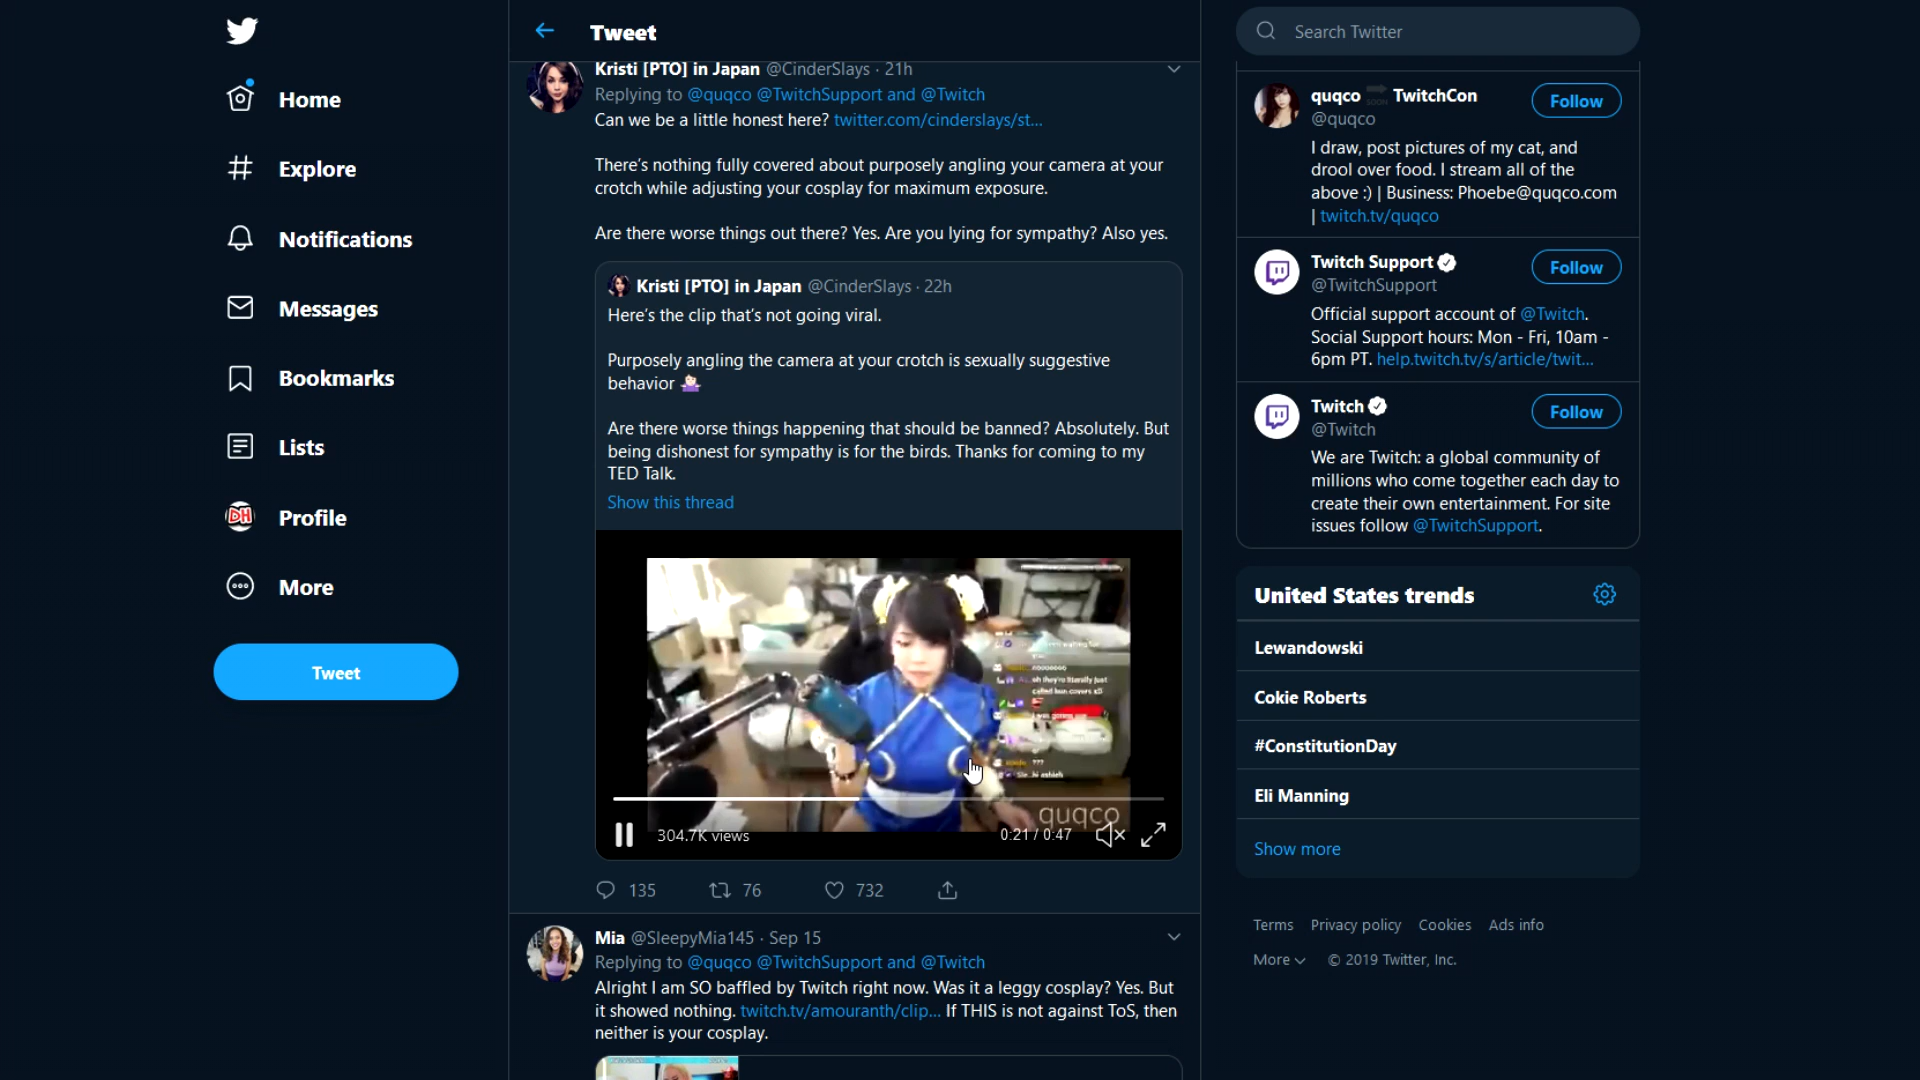 Home
Explore
Notifications
Messages
Bookmarks
Lists
DH
Profile
More
Tweet
Tweet
Kristi [PTO] in Japan @CinderSlays · 21h
Replying to @quqco @TwitchSupport and @Twitch
Can we be a little honest here? twitter.com/cinderslays/st...
There's nothing fully covered about purposely angling your camera at your
crotch while adjusting your cosplay for maximum exposure.
Are there worse things out there? Yes. Are you lying for sympathy? Also yes.
Kristi [PTO] in Japan @CinderSlays · 22h
Here's the clip that's not going viral.
Purposely angling the camera at your crotch is sexually suggestive
behavior 🤷🏻‍♀️
Are there worse things happening that should be banned? Absolutely. But
being dishonest for sympathy is for the birds. Thanks for coming to my
TED Talk.
Show this thread
oh they're literally just
called bun covers xD
I was gonna
???
quqco
304.7K views
0:21 / 0:47
135
76
732
Mia @SleepyMia145 · Sep 15
Replying to @quqco @TwitchSupport and @Twitch
Alright I am SO baffled by Twitch right now. Was it a leggy cosplay? Yes. But
it showed nothing. twitch.tv/amouranth/clip... If THIS is not against ToS, then
neither is your cosplay.
Search Twitter
quqco SOON TwitchCon
@quqco
Follow
I draw, post pictures of my cat, and
drool over food. I stream all of the
above :) | Business: Phoebe@quqco.com
| twitch.tv/quqco
Twitch Support
@TwitchSupport
Follow
Official support account of @Twitch.
Social Support hours: Mon - Fri, 10am -
6pm PT. help.twitch.tv/s/article/twit...
Twitch
@Twitch
Follow
We are Twitch: a global community of
millions who come together each day to
create their own entertainment. For site
issues follow @TwitchSupport.
United States trends
Lewandowski
Cokie Roberts
#ConstitutionDay
Eli Manning
Show more
Terms Privacy policy Cookies Ads info
More © 2019 Twitter, Inc.